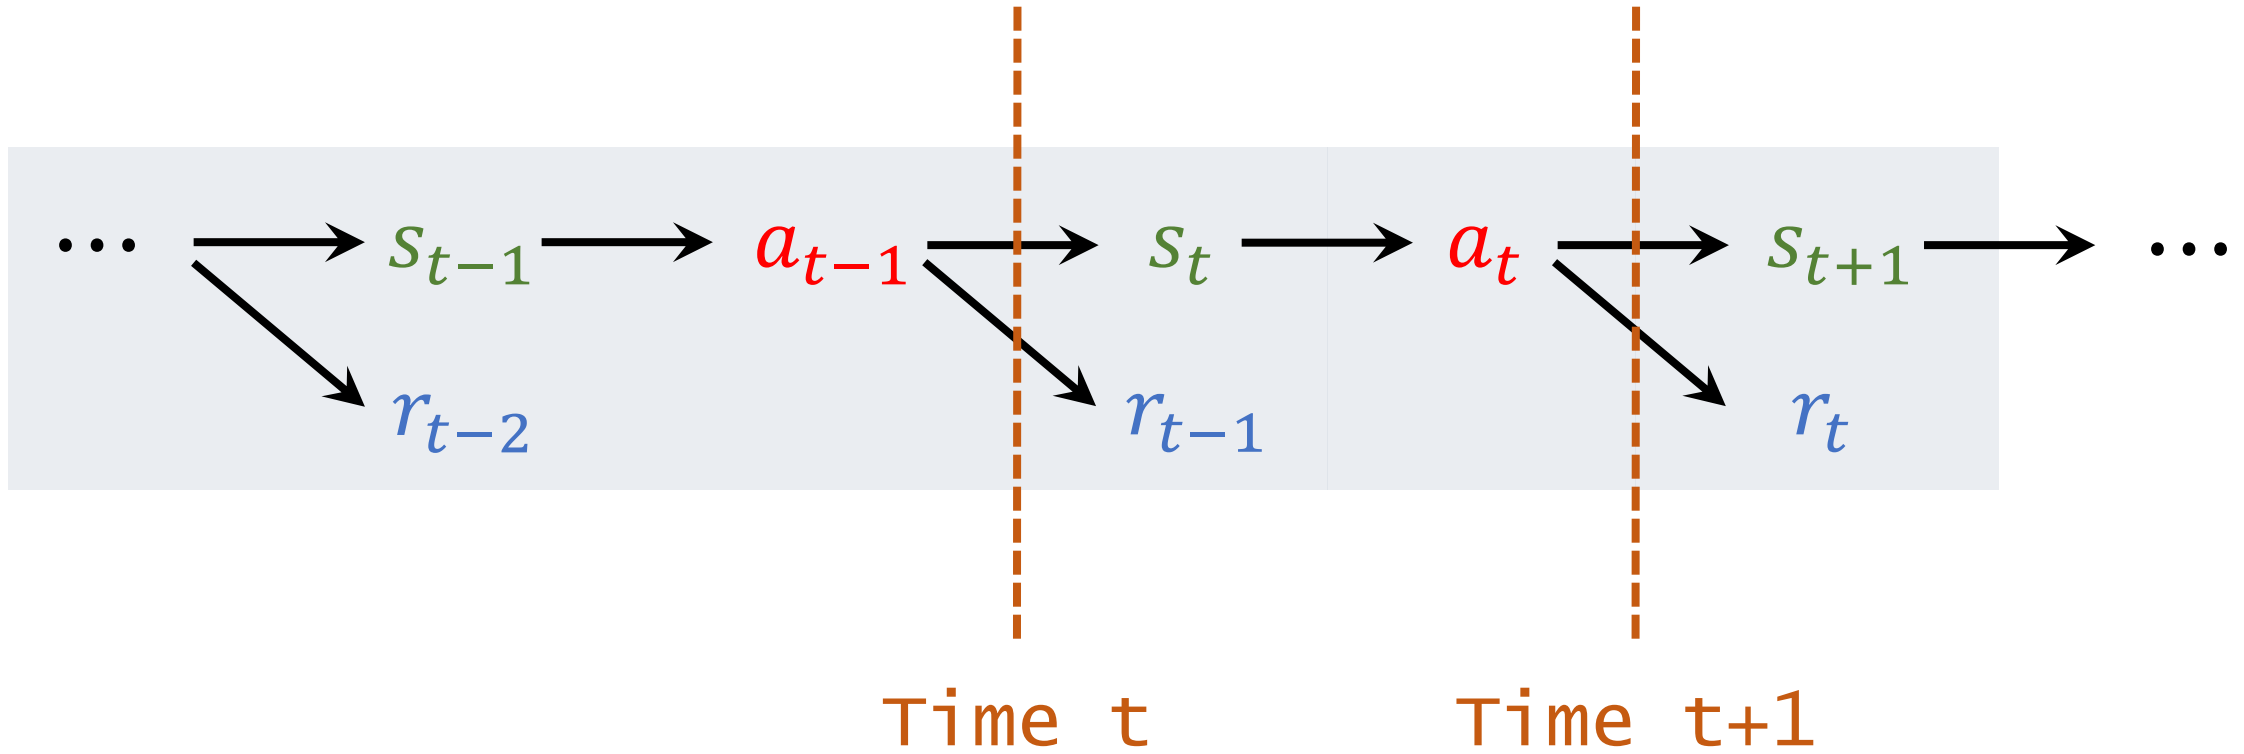 ... s_{t−1} a_{t−1} s_t a_t s_{t+1} ...
r_{t−2} r_{t−1} r_t
Time t Time t+1